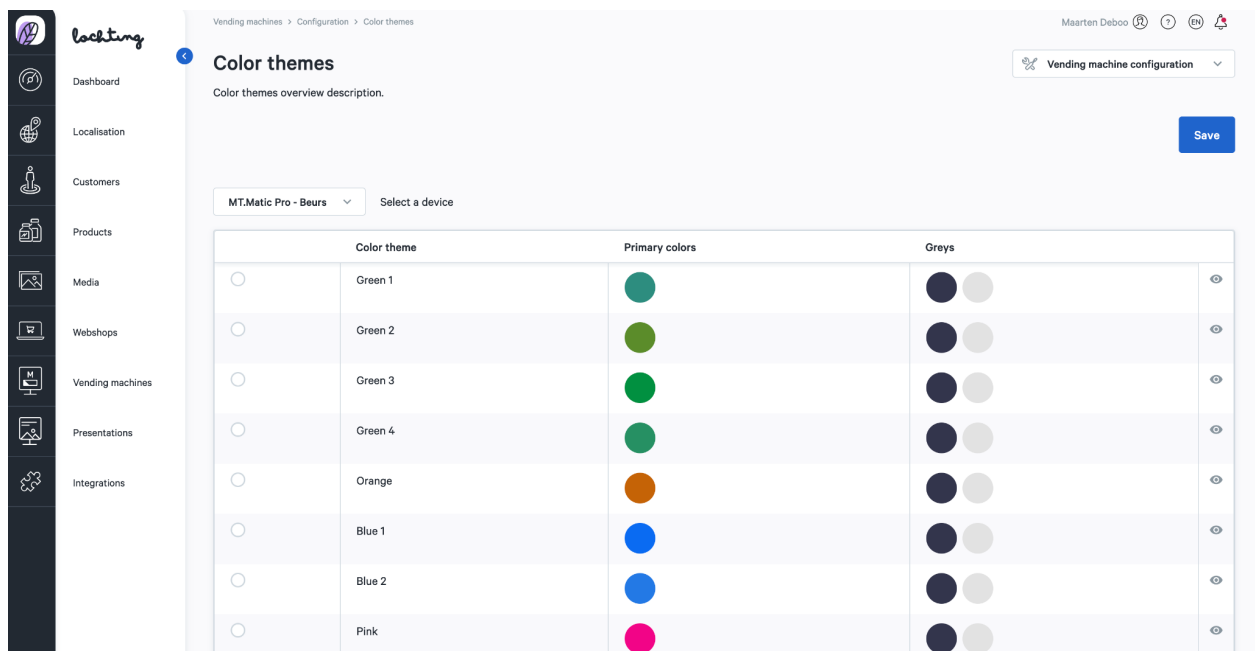 Vending machines > Configuration > Color themes
Maarten Deboo ? EN
lochting
Color themes
Vending machine configuration
Color themes overview description.
Save
Dashboard
Localisation
Customers
Products
Media
Webshops
M
Vending machines
Presentations
Integrations
MT.Matic Pro - Beurs
Select a device
Color theme Primary colors Greys
Green 1
Green 2
Green 3
Green 4
Orange
Blue 1
Blue 2
Pink